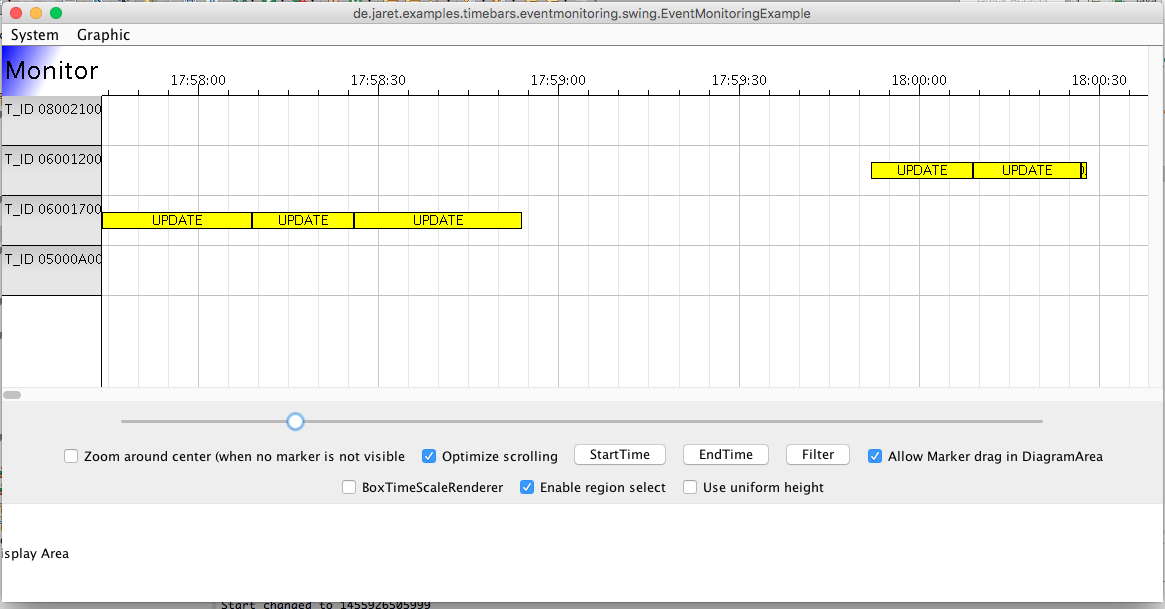 de.jaret.examples.timebars.eventmonitoring.swing.EventMonitoringExample
System Graphic
Monitor
17:58:00 17:58:30 17:59:00 17:59:30 18:00:00 18:00:30
T_ID 08002100
T_ID 06001200
UPDATE UPDATE
T_ID 06001700
UPDATE UPDATE UPDATE
T_ID 05000A00
Zoom around center (when no marker is not visible Optimize scrolling StartTime EndTime Filter Allow Marker drag in DiagramArea
BoxTimeScaleRenderer Enable region select Use uniform height
isplay Area
Start changed to 1455926505999